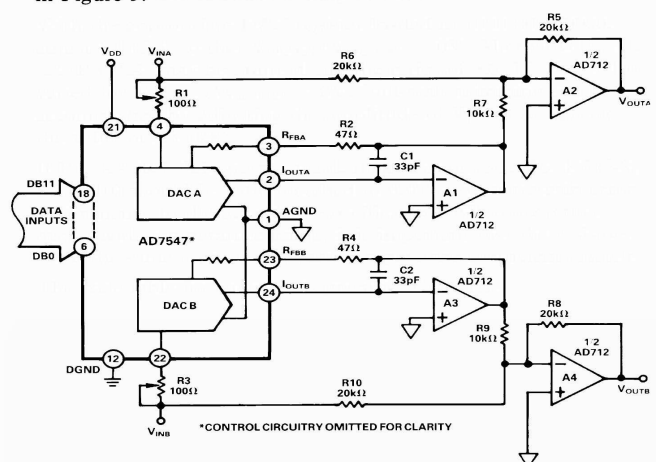 in Figure
VDD
VINA
R1
100Ω
R6
20kΩ
R5
20kΩ
1/2
AD712
A2
VOUTA
R7
10kΩ
21
4
3
RFBA
R2
47Ω
C1
33pF
2
IOUTA
A1
1/2
AD712
DAC A
DB11
18
DATA
INPUTS
6
DB0
1
AGND
AD7547*
23
RFBB
R4
47Ω
C2
33pF
24
IOUTB
1/2
AD712
A3
DAC B
R9
10kΩ
R8
20kΩ
1/2
AD712
A4
VOUTB
12
DGND
22
R3
100Ω
R10
20kΩ
VINB
*CONTROL CIRCUITRY OMITTED FOR CLARITY